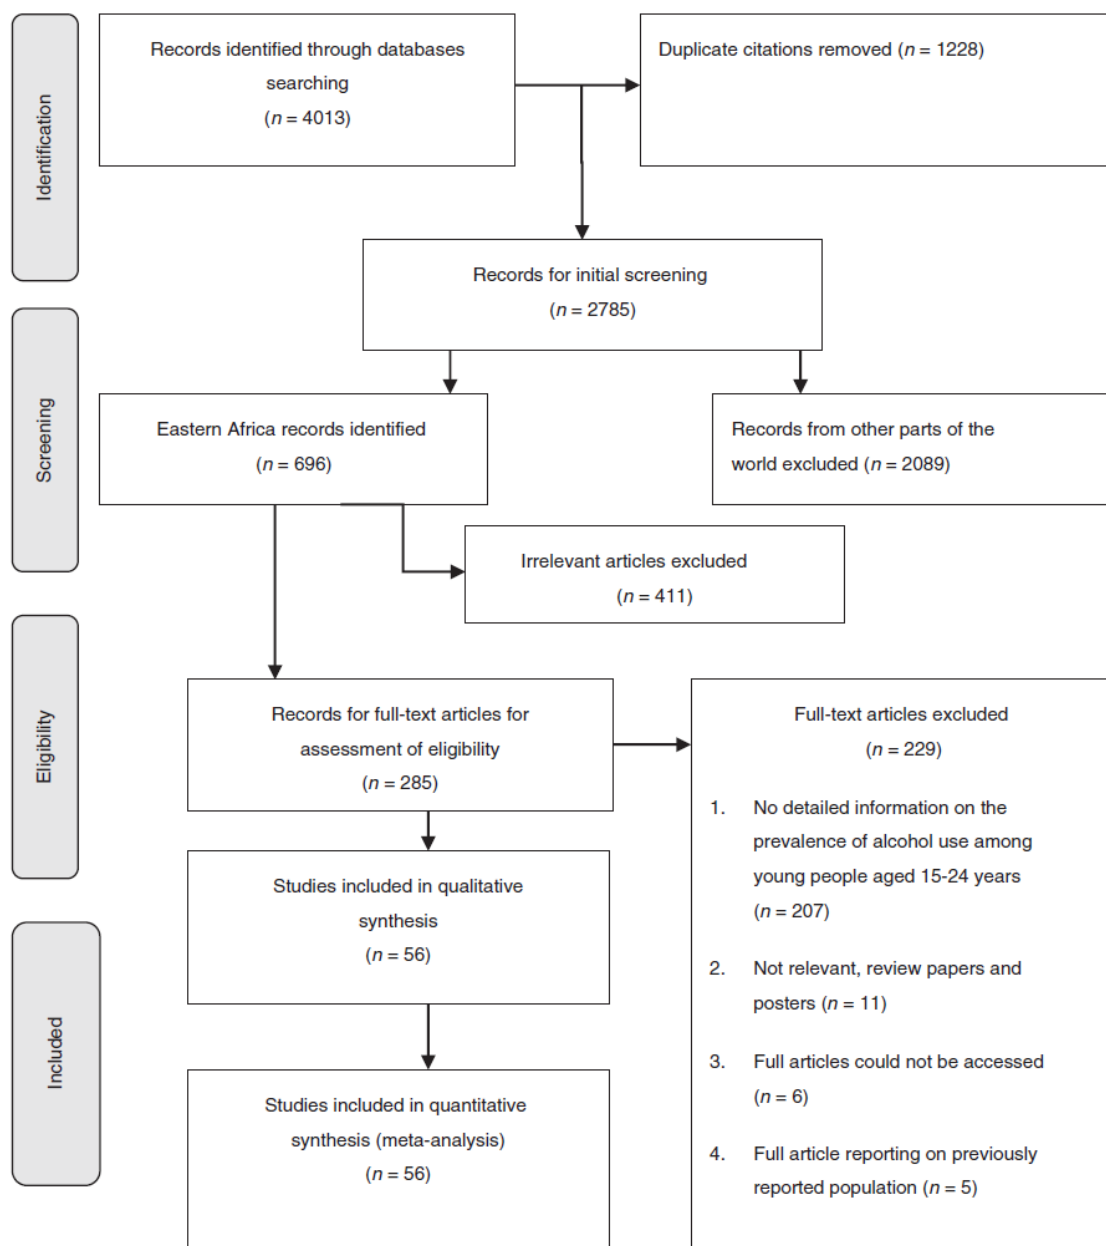 Identification
Records identified through databases
searching
(n = 4013)
Duplicate citations removed (n = 1228)
Records for initial screening
(n = 2785)
Screening
Eastern Africa records identified
(n = 696)
Records from other parts of the
world excluded (n = 2089)
Irrelevant articles excluded
(n = 411)
Eligibility
Records for full-text articles for
assessment of eligibility
(n = 285)
Full-text articles excluded
(n = 229)
1. No detailed information on the
prevalence of alcohol use among
young people aged 15-24 years
(n = 207)
2. Not relevant, review papers and
posters (n = 11)
3. Full articles could not be accessed
(n = 6)
4. Full article reporting on previously
reported population (n = 5)
Studies included in qualitative
synthesis
(n = 56)
Included
Studies included in quantitative
synthesis (meta-analysis)
(n = 56)